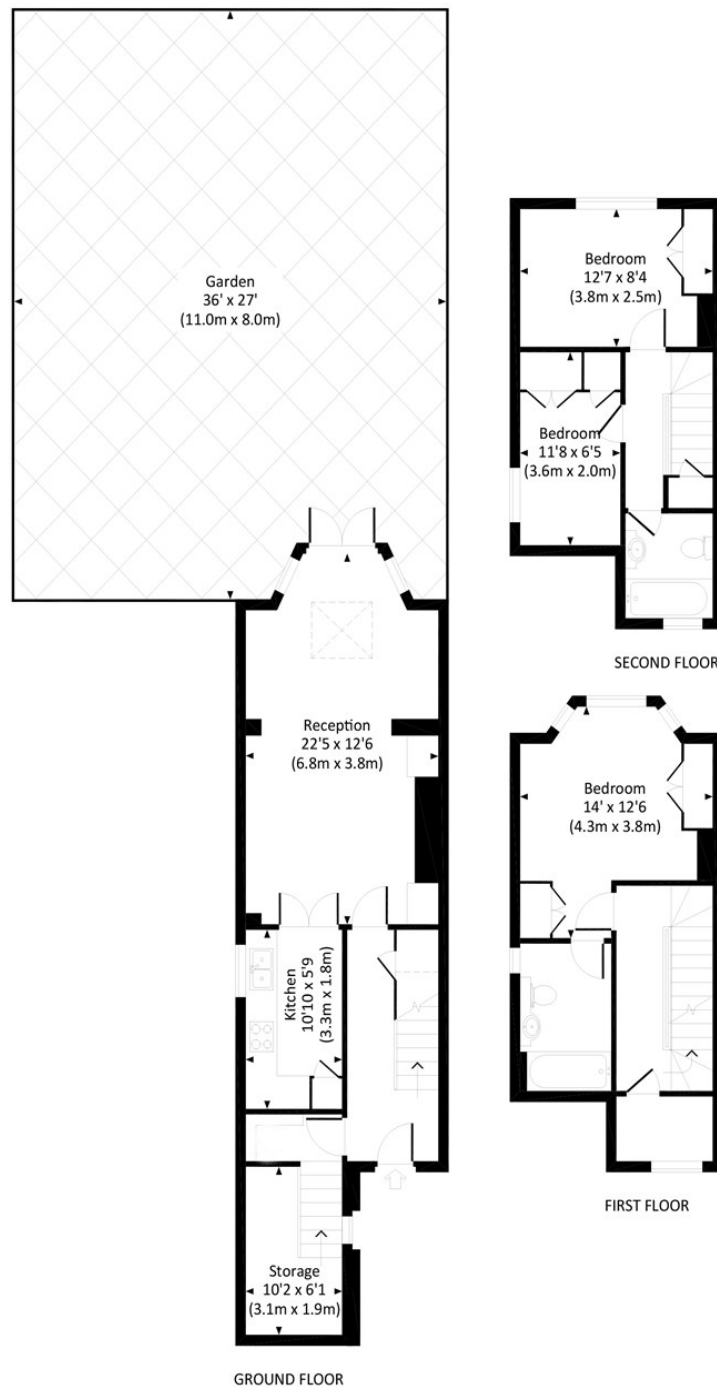 Garden
36' x 27'
(11.0m x 8.0m)
Bedroom
12'7 x 8'4
(3.8m x 2.5m)
Bedroom
11'8 x 6'5
(3.6m x 2.0m)
SECOND FLOOR
Reception
22'5 x 12'6
(6.8m x 3.8m)
Bedroom
14' x 12'6
(4.3m x 3.8m)
Kitchen
10'10 x 5'9
(3.3m x 1.8m)
FIRST FLOOR
Storage
10'2 x 6'1
(3.1m x 1.9m)
GROUND FLOOR